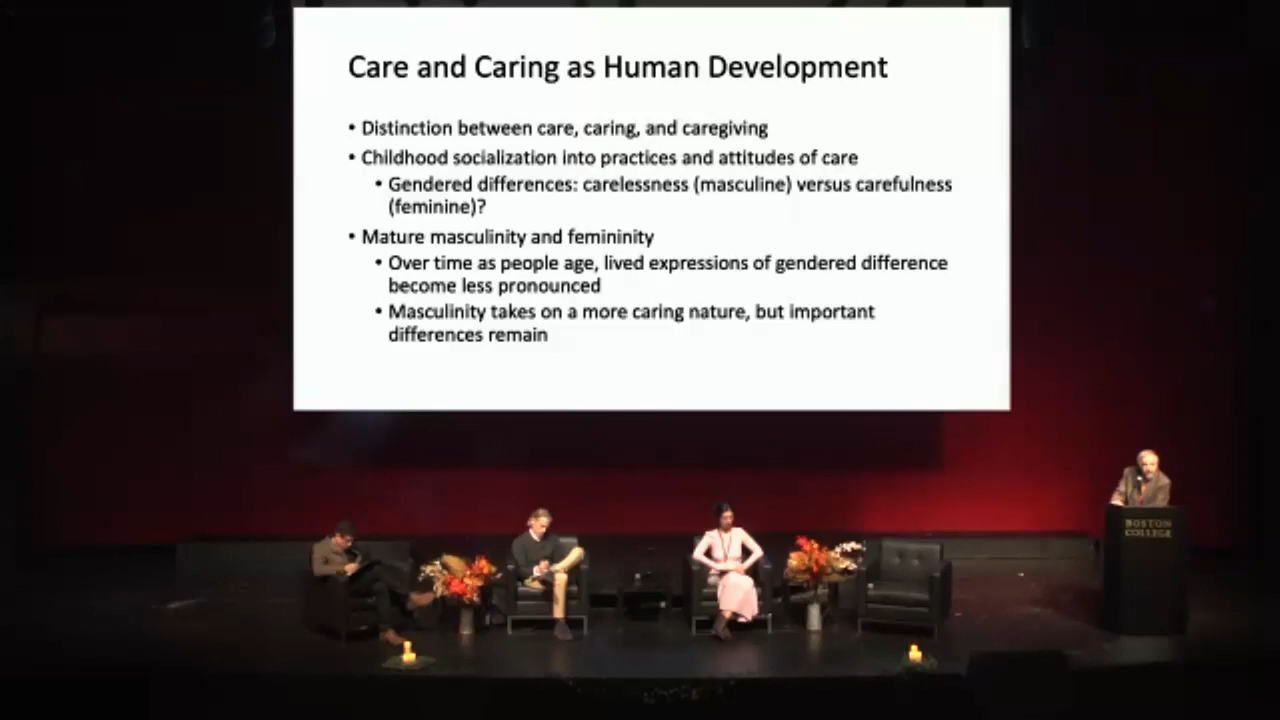 Care and Caring as Human Development
• Distinction between care, caring, and caregiving
• Childhood socialization into practices and attitudes of care
• Gendered differences: carelessness (masculine) versus carefulness
(feminine)?
• Mature masculinity and femininity
• Over time as people age, lived expressions of gendered difference
become less pronounced
• Masculinity takes on a more caring nature, but important
differences remain
BOSTON
COLLEGE